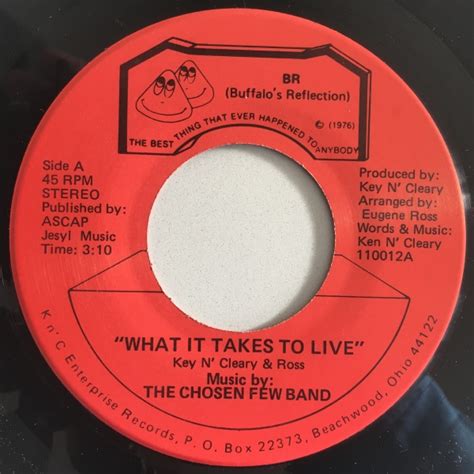 BR
(Buffalo's Reflection)
© (1976)
THE BEST THING THAT EVER HAPPENED TO ANYBODY
Side A
45 RPM
STEREO
Published by:
ASCAP
Jesyl Music
Time: 3:10
Produced by:
Key N' Cleary
Arranged by:
Eugene Ross
Words & Music:
Ken N' Cleary
110012A
"WHAT IT TAKES TO LIVE"
Key N' Cleary & Ross
Music by:
THE CHOSEN FEW BAND
K n' C Enterprise Records, P. O. Box 22373, Beachwood, Ohio 44122